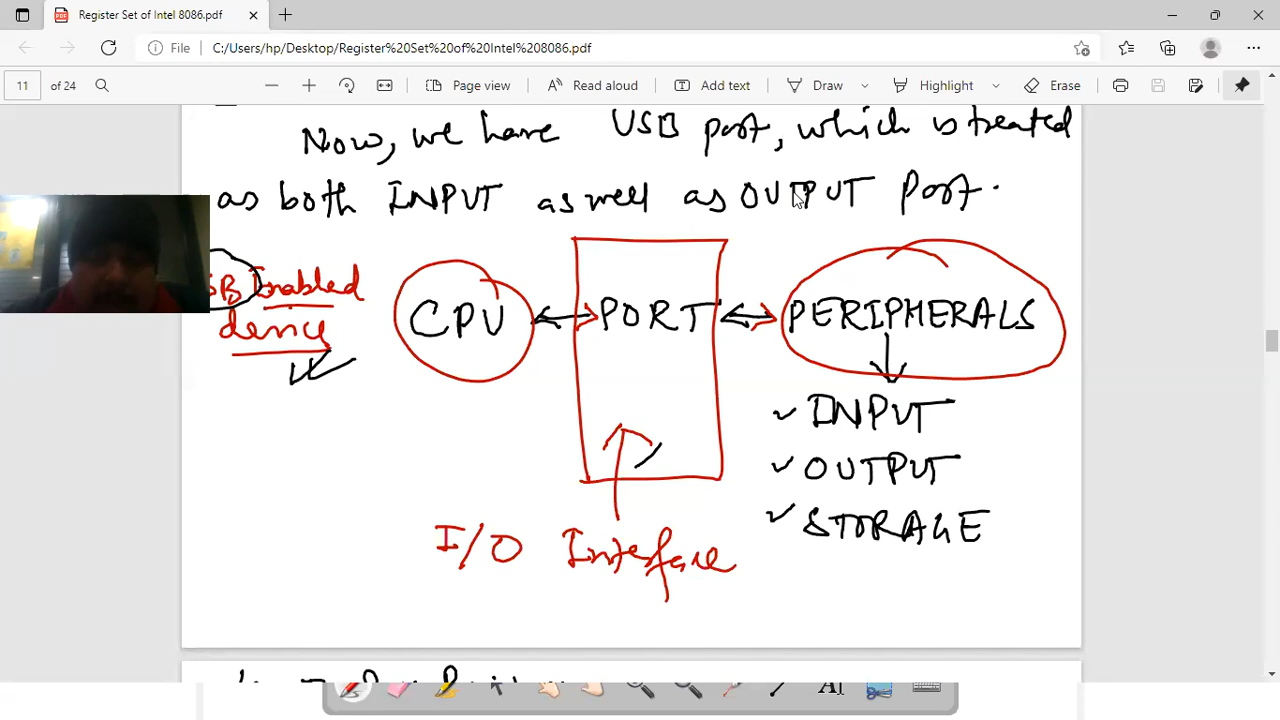 Register Set of Intel 8086.pdf
File C:/Users/hp/Desktop/Register%20Set%20of%20Intel%208086.pdf
11 of 24 Page view Read aloud Add text Draw Highlight Erase
Now, we have USB port, which is treated
as both INPUT as well as OUTPUT Port.
Enabled
device
CPU PORT PERIPHERALS
INPUT
OUTPUT
STORAGE
I/O Interface